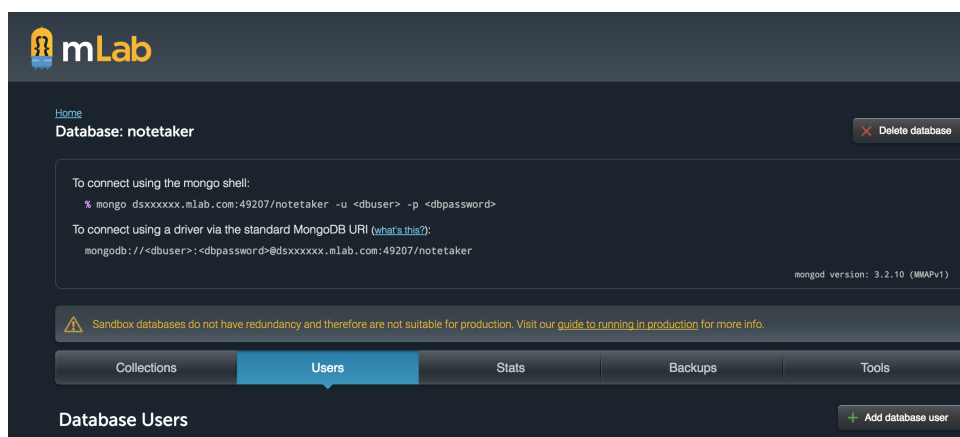 mLab
Home
Database: notetaker
Delete database
To connect using the mongo shell:
% mongo dsxxxxxx.mlab.com:49207/notetaker -u <dbuser> -p <dbpassword>
To connect using a driver via the standard MongoDB URI (what's this?):
mongodb://<dbuser>:<dbpassword>@dsxxxxxx.mlab.com:49207/notetaker
mongod version: 3.2.10 (MMAPv1)
Sandbox databases do not have redundancy and therefore are not suitable for production. Visit our guide to running in production for more info.
Collections Users Stats Backups Tools
Database Users
Add database user